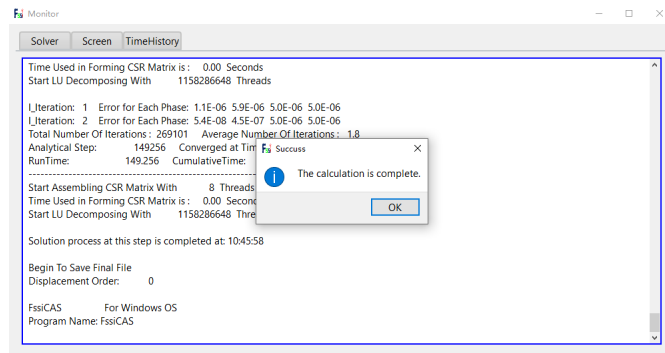 Monitor
Solver Screen TimeHistory
Time Used in Forming CSR Matrix is : 0.00 Seconds
Start LU Decomposing With 1158286648 Threads
I_Iteration: 1 Error for Each Phase: 1.1E-06 5.9E-06 5.0E-06 5.0E-06
I_Iteration: 2 Error for Each Phase: 5.4E-08 4.5E-07 5.0E-06 5.0E-06
Total Number Of Iterations : 269101 Average Number Of Iterations : 1.8
Analytical Step: 149256 Converged at Tim
RunTime: 149.256 CumulativeTime:
Succuss
The calculation is complete.
OK
Start Assembling CSR Matrix With 8 Threads
Time Used in Forming CSR Matrix is : 0.00 Secon
Start LU Decomposing With 1158286648 Thre
Solution process at this step is completed at: 10:45:58
Begin To Save Final File
Displacement Order: 0
FssiCAS For Windows OS
Program Name: FssiCAS